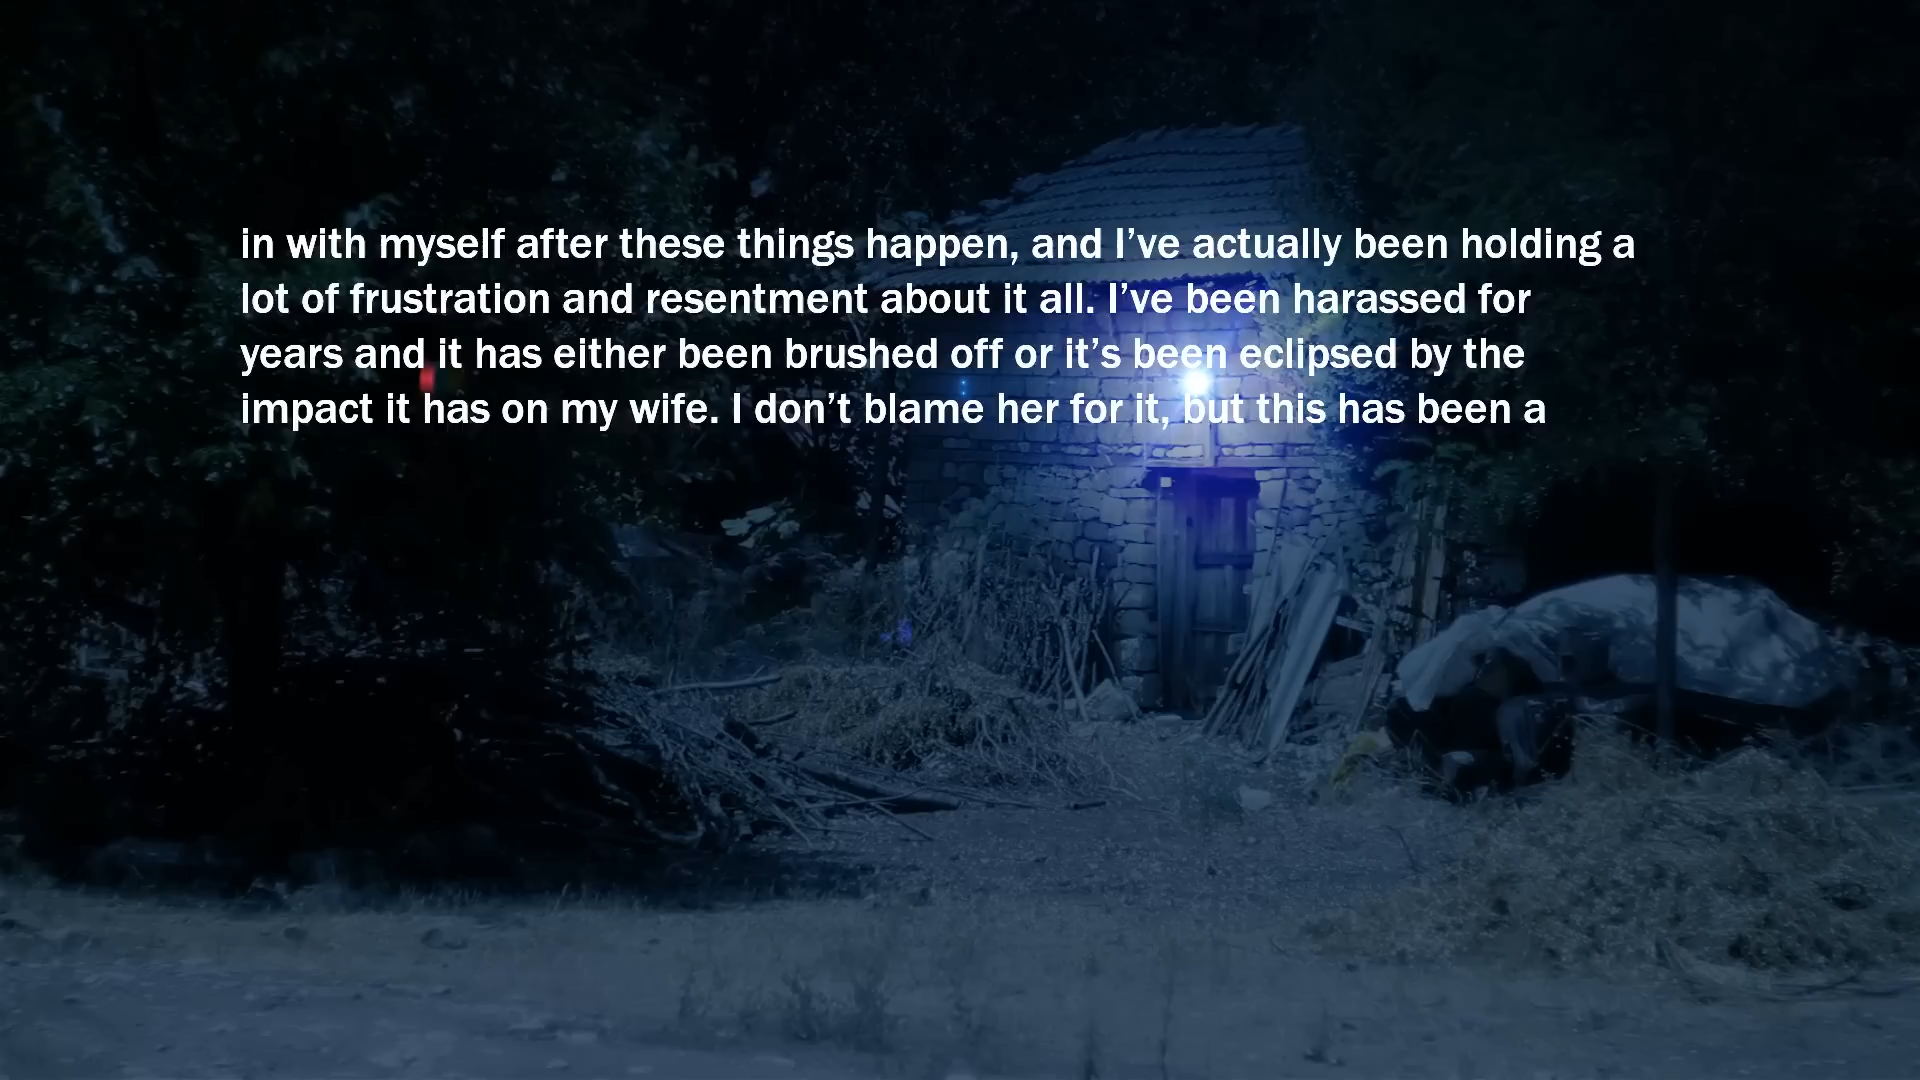 in with myself after these things happen, and I’ve actually been holding a
lot of frustration and resentment about it all. I’ve been harassed for
years and it has either been brushed off or it’s been eclipsed by the
impact it has on my wife. I don’t blame her for it, but this has been a